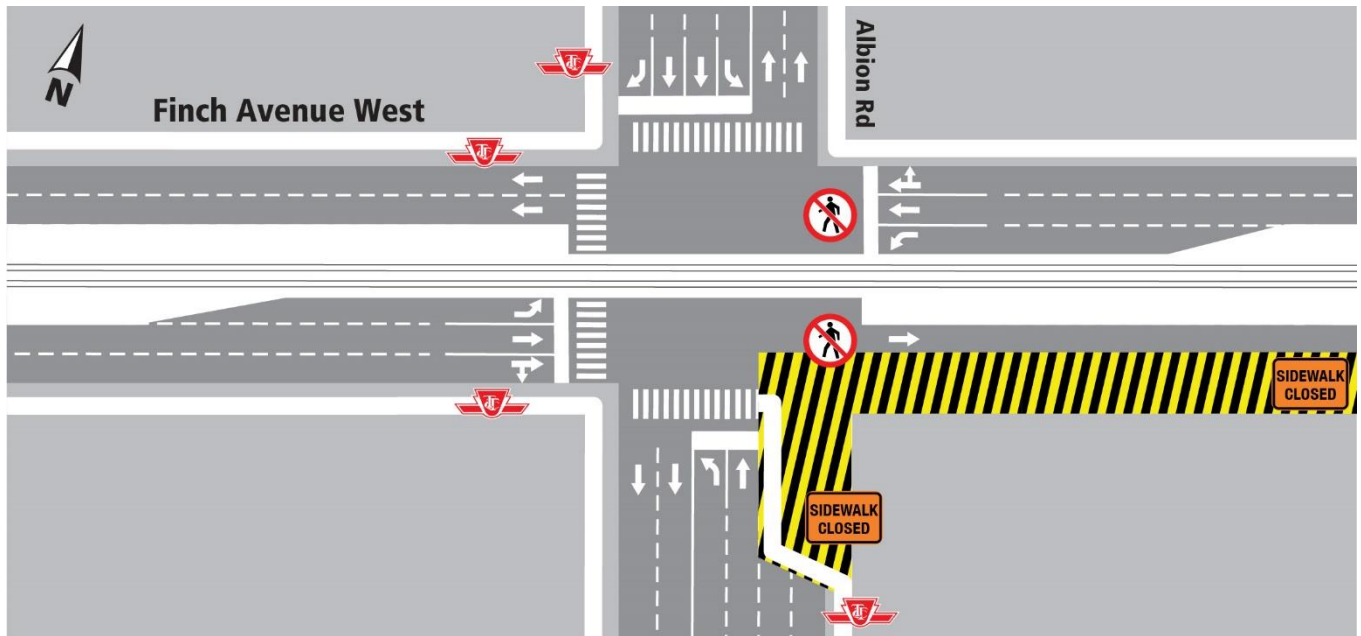 N
Finch Avenue West
Albion Rd
SIDEWALK
CLOSED
SIDEWALK
CLOSED